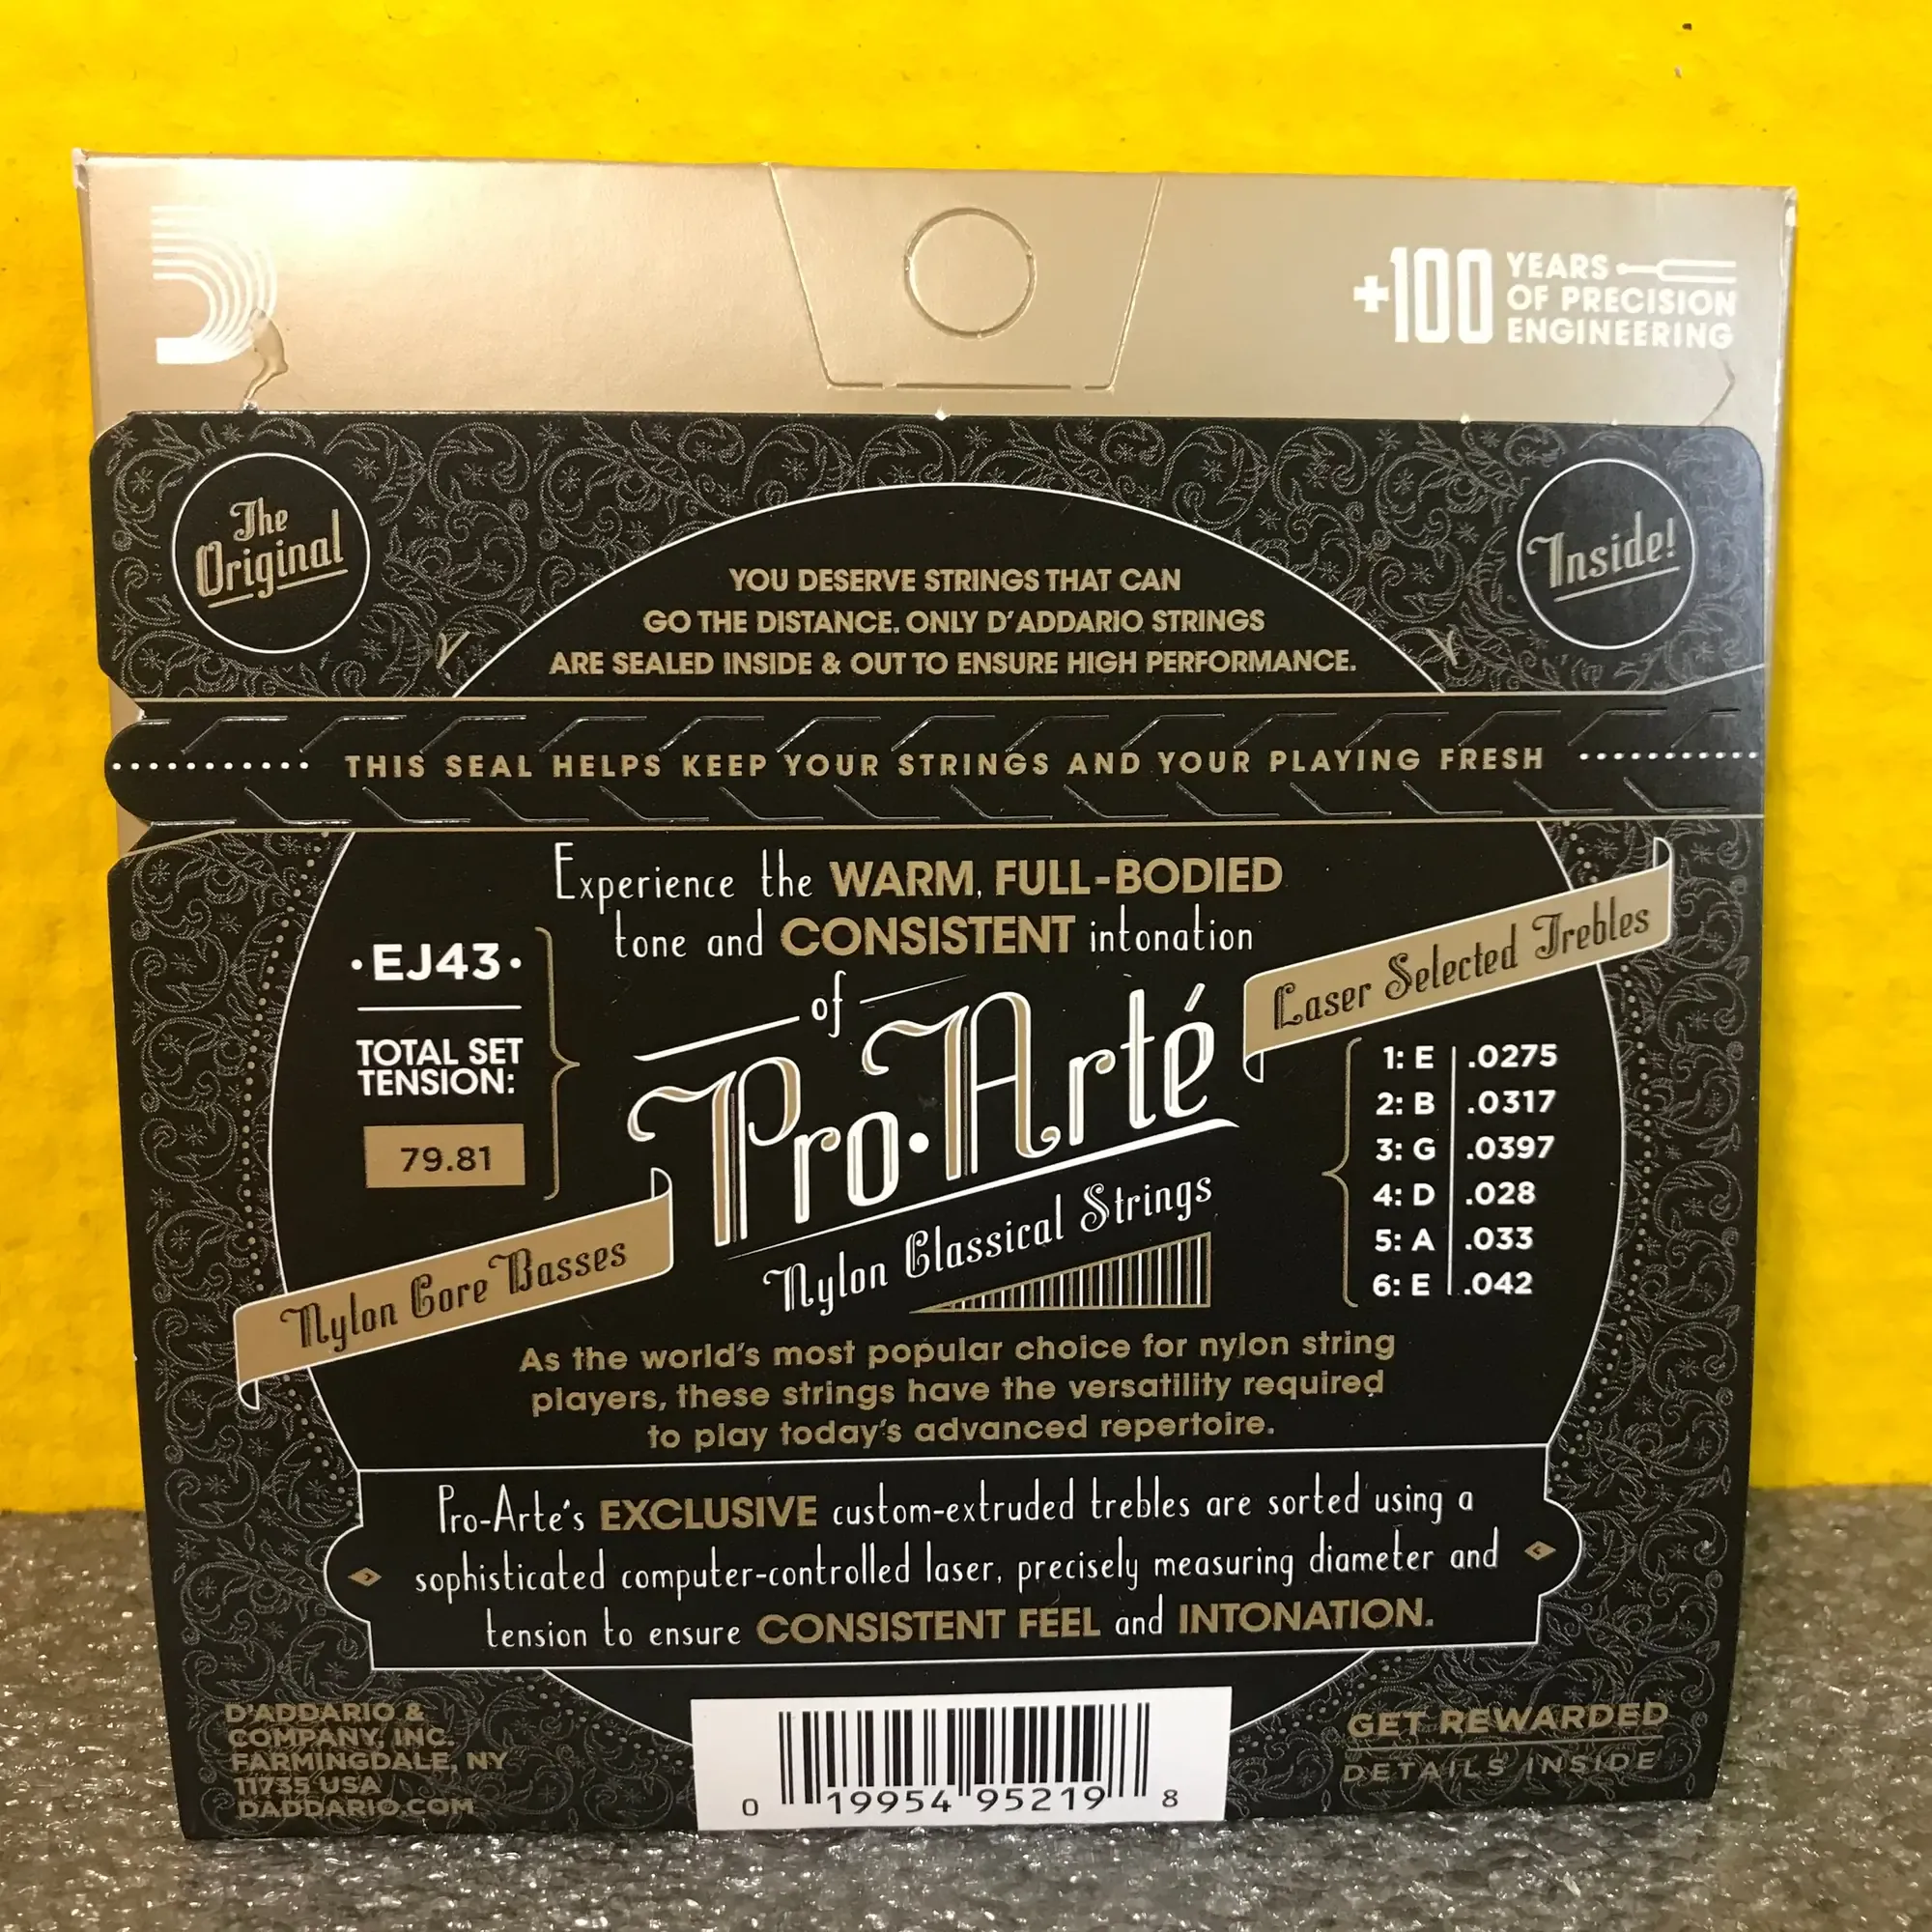 +100 YEARS
OF PRECISION
ENGINEERING
The
Original
Inside!
YOU DESERVE STRINGS THAT CAN
GO THE DISTANCE. ONLY D'ADDARIO STRINGS
ARE SEALED INSIDE & OUT TO ENSURE HIGH PERFORMANCE.
THIS SEAL HELPS KEEP YOUR STRINGS AND YOUR PLAYING FRESH
Experience the WARM, FULL-BODIED
tone and CONSISTENT intonation
of
Pro·Arté
Nylon Classical Strings
·EJ43·
TOTAL SET
TENSION:
79.81
Nylon Core Basses
Laser Selected Trebles
1: E .0275
2: B .0317
3: G .0397
4: D .028
5: A .033
6: E .042
As the world's most popular choice for nylon string
players, these strings have the versatility required
to play today's advanced repertoire.
Pro-Arte's EXCLUSIVE custom-extruded trebles are sorted using a
sophisticated computer-controlled laser, precisely measuring diameter and
tension to ensure CONSISTENT FEEL and INTONATION.
D'ADDARIO &
COMPANY, INC.
FARMINGDALE, NY
11735 USA
DADDARIO.COM
0 19954 95219 8
GET REWARDED
DETAILS INSIDE